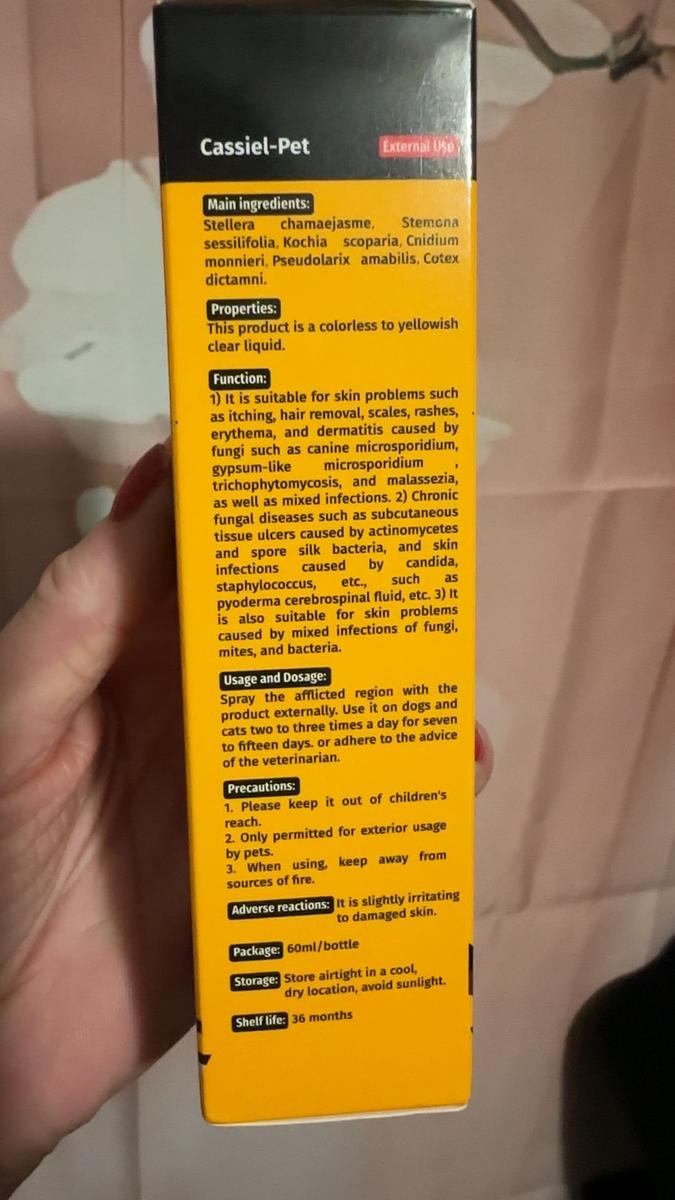 Cassiel-Pet
External Use
Main ingredients:
Stellera chamaejasme, Stemona
sessilifolia, Kochia scoparia, Cnidium
monnieri, Pseudolarix amabilis, Cotex
dictamni.
Properties:
This product is a colorless to yellowish
clear liquid.
Function:
1) It is suitable for skin problems such
as itching, hair removal, scales, rashes,
erythema, and dermatitis caused by
fungi such as canine microsporidium,
gypsum-like microsporidium ,
trichophytomycosis, and malassezia,
as well as mixed infections. 2) Chronic
fungal diseases such as subcutaneous
tissue ulcers caused by actinomycetes
and spore silk bacteria, and skin
infections caused by candida,
staphylococcus, etc., such as
pyoderma cerebrospinal fluid, etc. 3) It
is also suitable for skin problems
caused by mixed infections of fungi,
mites, and bacteria.
Usage and Dosage:
Spray the afflicted region with the
product externally. Use it on dogs and
cats two to three times a day for seven
to fifteen days. or adhere to the advice
of the veterinarian.
Precautions:
1. Please keep it out of children's
reach.
2. Only permitted for exterior usage
by pets.
3. When using, keep away from
sources of fire.
Adverse reactions: It is slightly irritating
to damaged skin.
Package: 60ml/bottle
Storage: Store airtight in a cool,
dry location, avoid sunlight.
Shelf life: 36 months